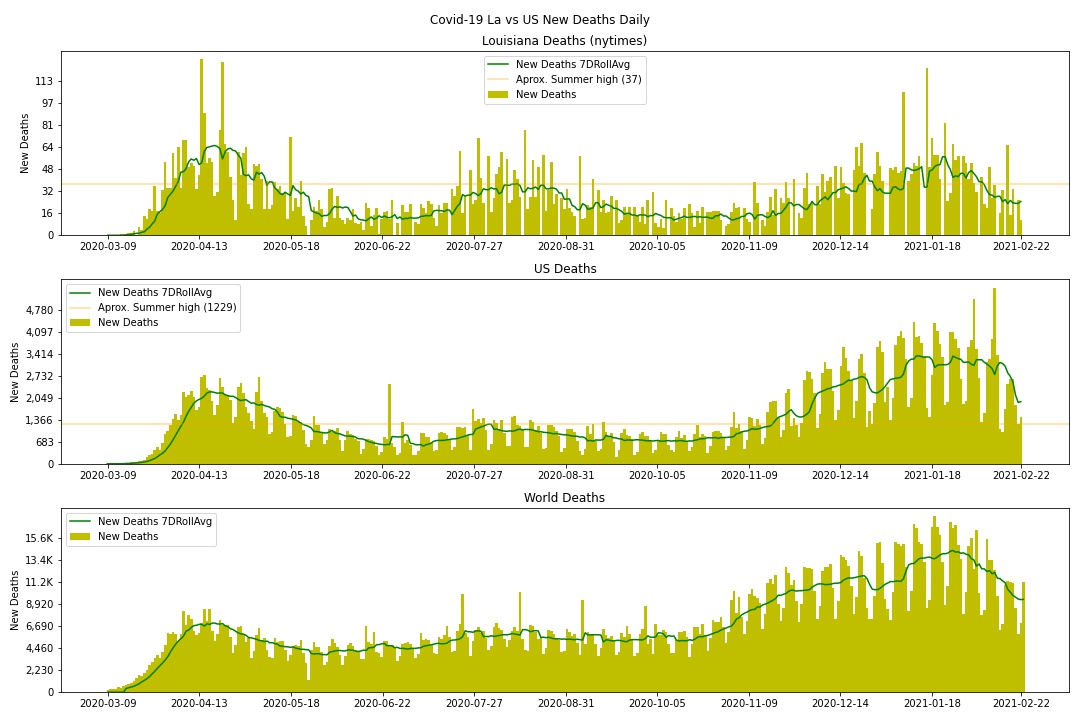 Covid-19 La vs US New Deaths Daily
Louisiana Deaths (nytimes)
New Deaths 7DRollAvg
Aprox. Summer high (37)
New Deaths
New Deaths
113
97
81
64
48
32
16
0
2020-03-09 2020-04-13 2020-05-18 2020-06-22 2020-07-27 2020-08-31 2020-10-05 2020-11-09 2020-12-14 2021-01-18 2021-02-22
US Deaths
New Deaths 7DRollAvg
Aprox. Summer high (1229)
New Deaths
New Deaths
4,780
4,097
3,414
2,732
2,049
1,366
683
0
2020-03-09 2020-04-13 2020-05-18 2020-06-22 2020-07-27 2020-08-31 2020-10-05 2020-11-09 2020-12-14 2021-01-18 2021-02-22
World Deaths
New Deaths 7DRollAvg
New Deaths
New Deaths
15.6K
13.4K
11.2K
8,920
6,690
4,460
2,230
0
2020-03-09 2020-04-13 2020-05-18 2020-06-22 2020-07-27 2020-08-31 2020-10-05 2020-11-09 2020-12-14 2021-01-18 2021-02-22